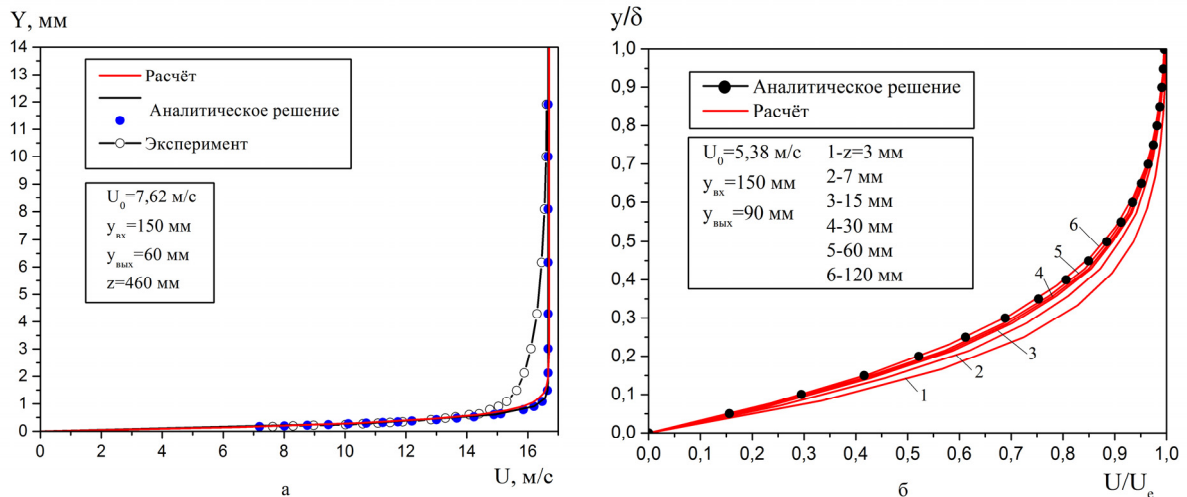 Y, мм
14
13
12
11
10
9
8
7
6
5
4
3
2
1
0
Расчёт
Аналитическое решение
Эксперимент
U₀=7,62 м/с
yвх=150 мм
yвых=60 мм
z=460 мм
0 2 4 6 8 10 12 14 16
U, м/с
а
y/δ
1,0
0,9
0,8
0,7
0,6
0,5
0,4
0,3
0,2
0,1
0,0
Аналитическое решение
Расчёт
U₀=5,38 м/с
yвх=150 мм
yвых=90 мм
1-z=3 мм
2-7 мм
3-15 мм
4-30 мм
5-60 мм
6-120 мм
6
5
4
3
2
1
0,0 0,1 0,2 0,3 0,4 0,5 0,6 0,7 0,8 0,9 1,0
U/Uₑ
б